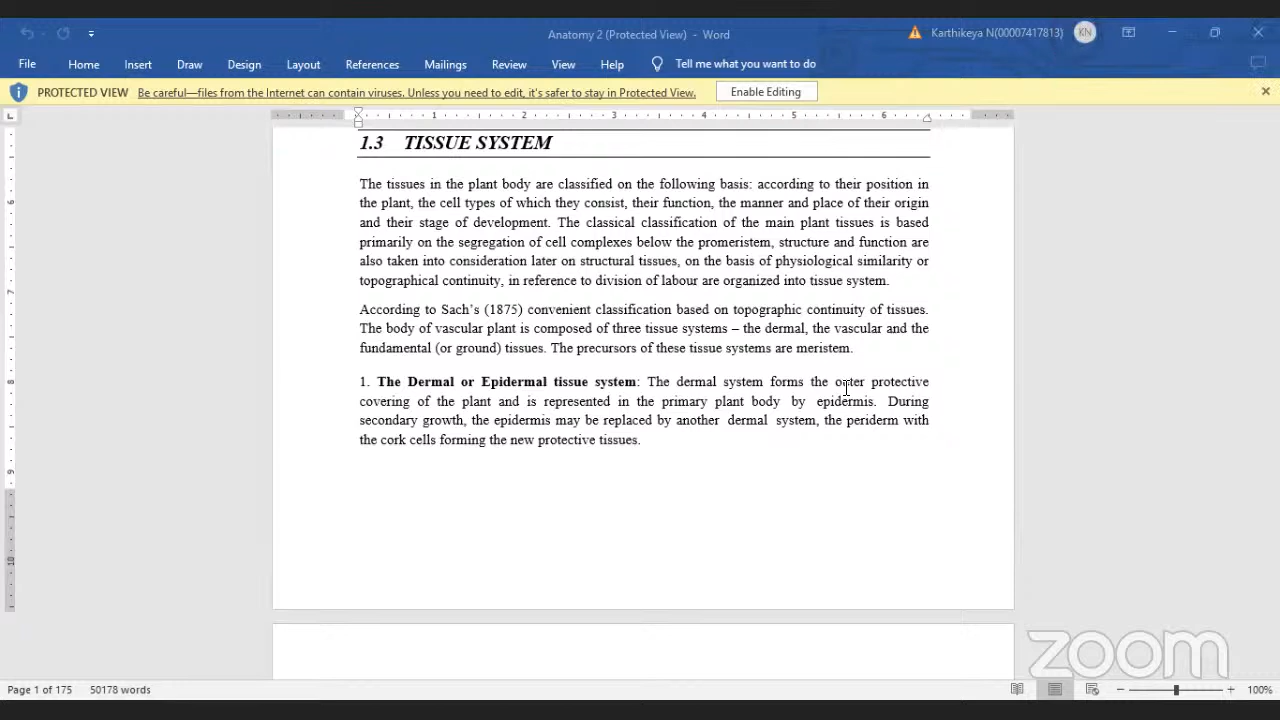 Anatomy 2 (Protected View) - Word
Karthikeya N(00007417813) KN
File Home Insert Draw Design Layout References Mailings Review View Help Tell me what you want to do
PROTECTED VIEW Be careful—files from the Internet can contain viruses. Unless you need to edit, it's safer to stay in Protected View. Enable Editing
1 2 3 4 5 6
1.3 TISSUE SYSTEM
The tissues in the plant body are classified on the following basis: according to their position in
the plant, the cell types of which they consist, their function, the manner and place of their origin
and their stage of development. The classical classification of the main plant tissues is based
primarily on the segregation of cell complexes below the promeristem, structure and function are
also taken into consideration later on structural tissues, on the basis of physiological similarity or
topographical continuity, in reference to division of labour are organized into tissue system.
According to Sach's (1875) convenient classification based on topographic continuity of tissues.
The body of vascular plant is composed of three tissue systems – the dermal, the vascular and the
fundamental (or ground) tissues. The precursors of these tissue systems are meristem.
1. The Dermal or Epidermal tissue system: The dermal system forms the outer protective
covering of the plant and is represented in the primary plant body by epidermis. During
secondary growth, the epidermis may be replaced by another dermal system, the periderm with
the cork cells forming the new protective tissues.
6
7
8
9
10
zoom
Page 1 of 175 50178 words
100%